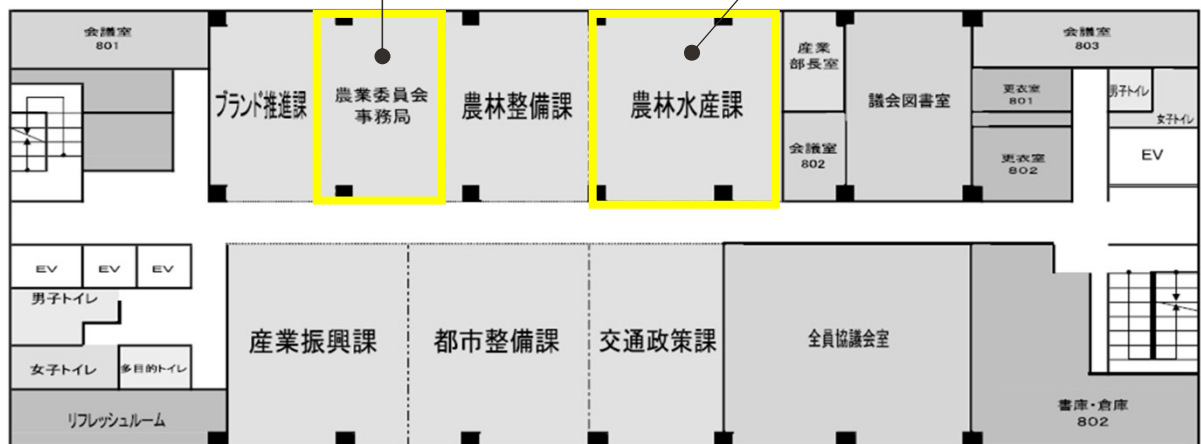 会議室
801
ブランド推進課
農業委員会
事務局
農林整備課
農林水産課
産業
部長室
会議室
802
議会図書室
会議室
803
更衣室
801
更衣室
802
男子トイレ
女子トイレ
EV
EV
EV
EV
男子トイレ
女子トイレ
多目的トイレ
リフレッシュルーム
産業振興課
都市整備課
交通政策課
全員協議会室
書庫・倉庫
802